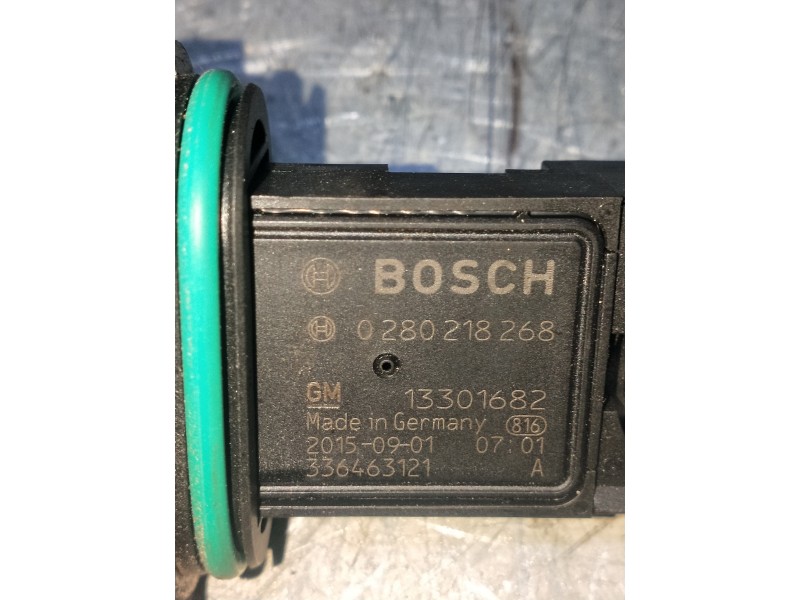 BOSCH
0 280 218 268
GM 13301682
Made in Germany 816
2015-09-01 07:01
336463121 A